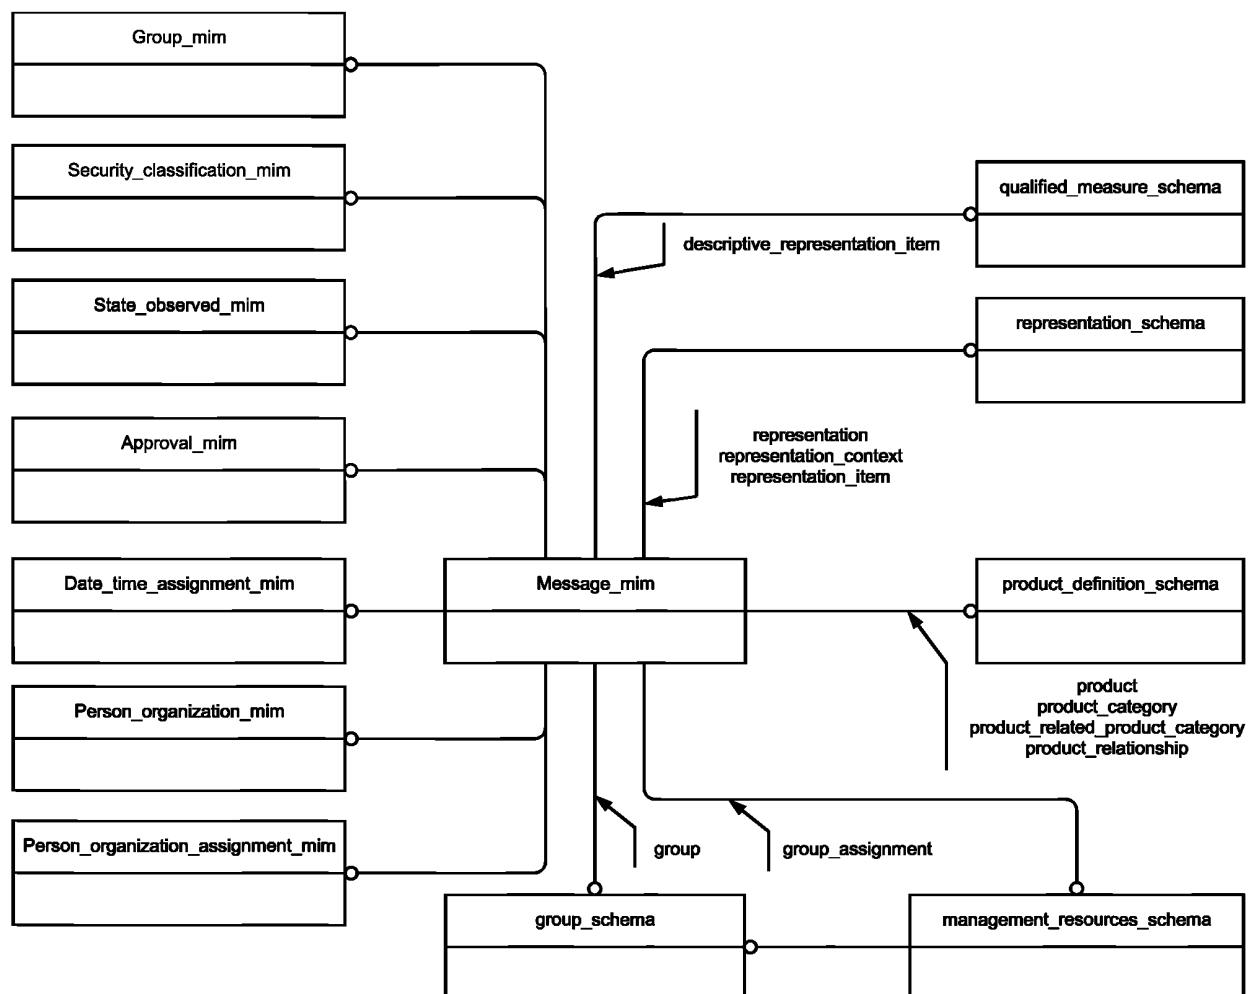 Group_mim
Security_classification_mim
qualified_measure_schema
descriptive_representation_item
State_observed_mim
representation_schema
Approval_mim
representation
representation_context
representation_item
Date_time_assignment_mim
Message_mim
product_definition_schema
product
product_category
product_related_product_category
product_relationship
Person_organization_mim
Person_organization_assignment_mim
group
group_assignment
group_schema
management_resources_schema